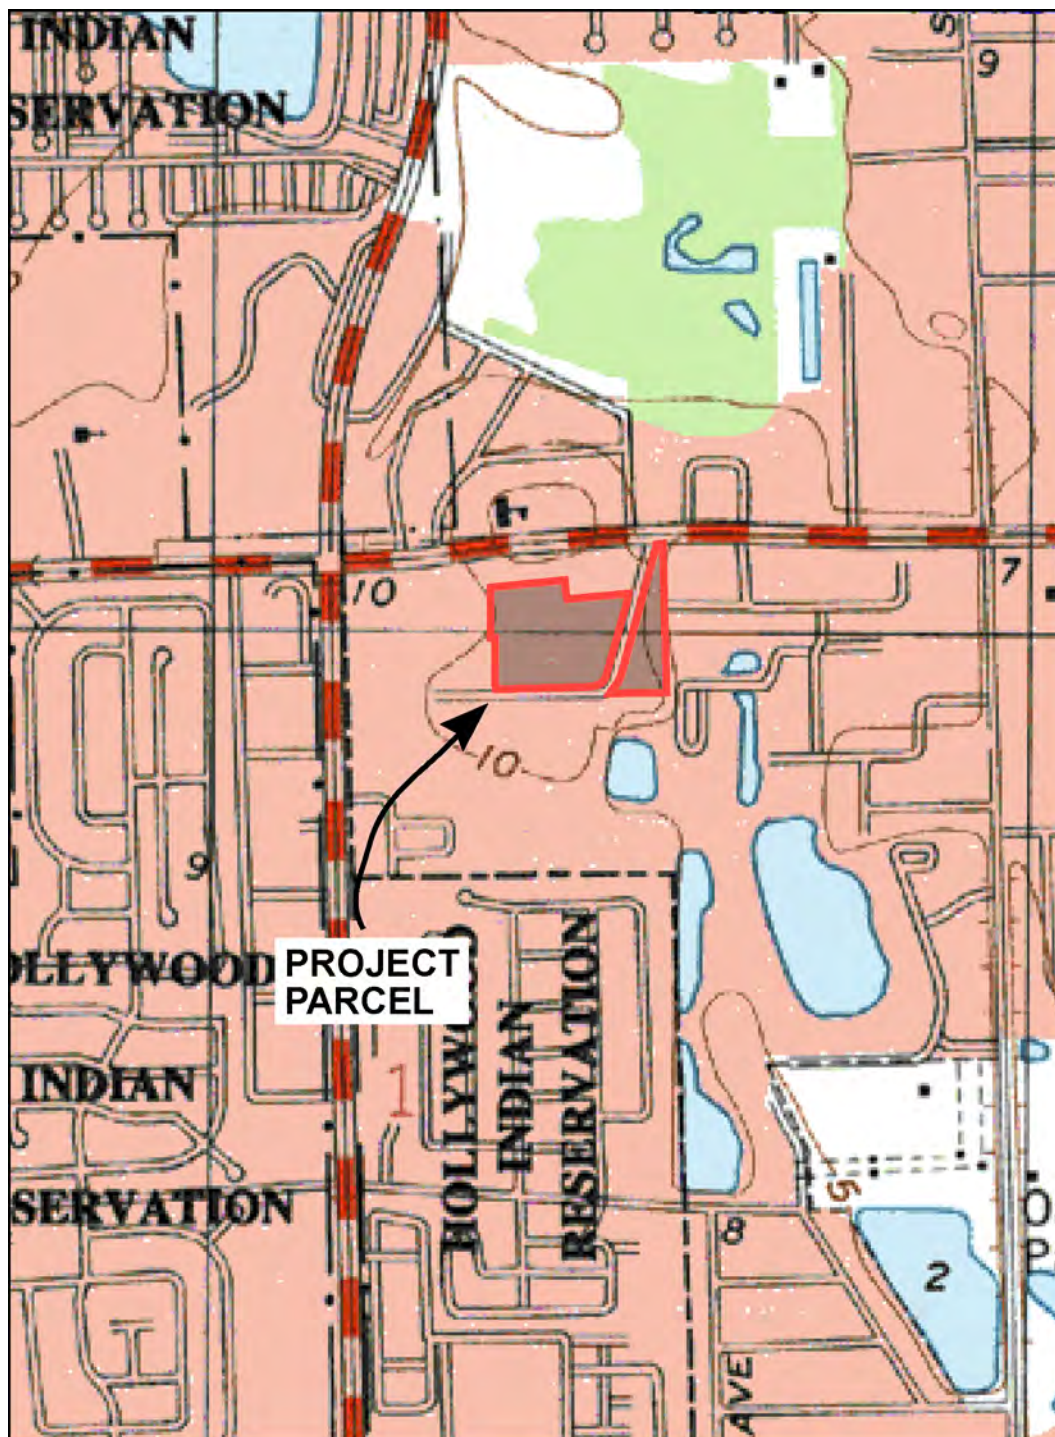 INDIAN
SERVATION
S
9
7
10
10
9
PROJECT
PARCEL
OLLYWOOD
INDIAN
SERVATION
HOLLYWOOD
INDIAN
RESERVATION
1
5
8
2
O
P
AVE